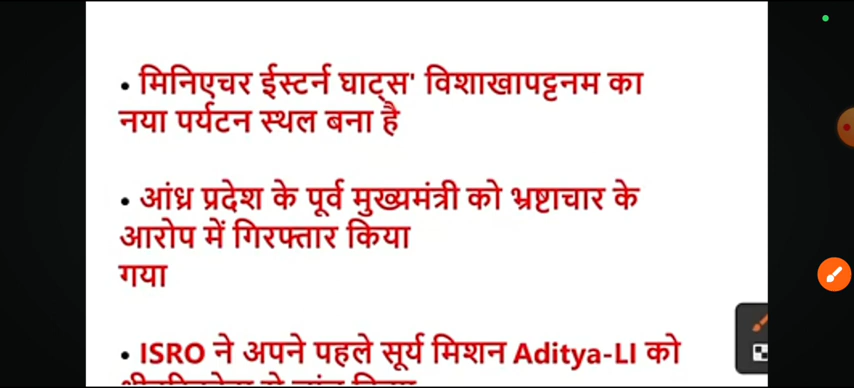 • मिनिएचर ईस्टर्न घाट्स' विशाखापट्टनम का
नया पर्यटन स्थल बना है
• आंध्र प्रदेश के पूर्व मुख्यमंत्री को भ्रष्टाचार के
आरोप में गिरफ्तार किया
गया
• ISRO ने अपने पहले सूर्य मिशन Aditya-LI को